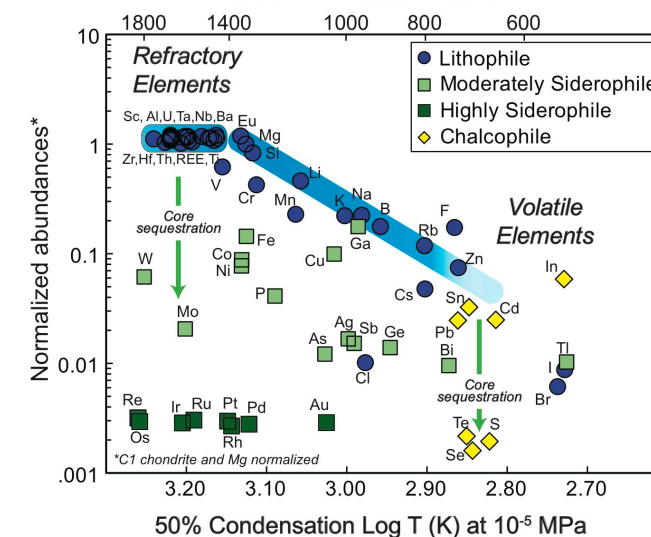 1800 1400 1000 800 600
10
Refractory
Elements
Lithophile
Moderately Siderophile
Highly Siderophile
Chalcophile
Sc, Al,U,Ta,Nb,Ba
Eu
Mg
1
Si
Zr,Hf,Th,REE,Ti
V
Li
Cr
Mn
K
Na
B
F
Volatile
Elements
Core
sequestration
Rb
Fe
Ga
0.1
Co
Ni
Cu
Zn
In
W
P
Cs
Sn
Cd
Mo
Pb
Ag
Sb
Ge
As
Bi
Tl
0.01
Cl
I
Br
Core
sequestration
Re
Os
Ir
Ru
Pt
Rh
Pd
Au
Te
S
Se
*C1 chondrite and Mg normalized
.001
3.20 3.10 3.00 2.90 2.80 2.70
50% Condensation Log T (K) at 10⁻⁵ MPa
Normalized abundances*